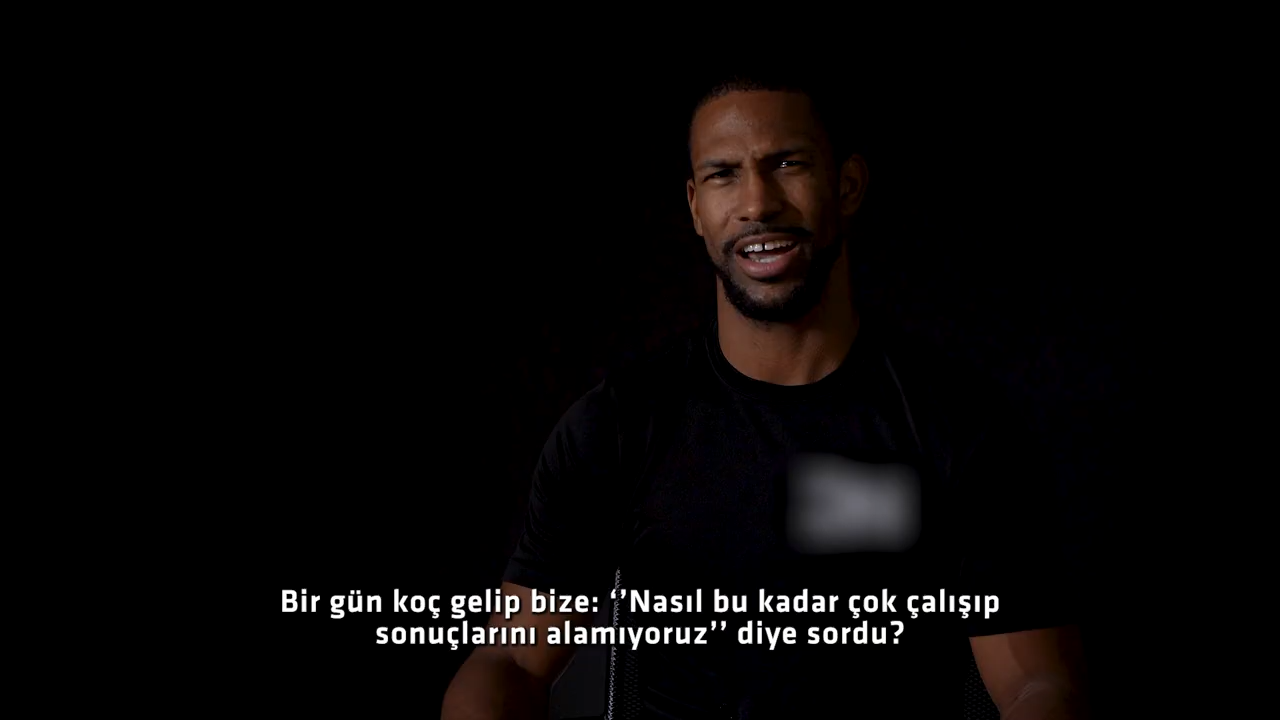 Bir gün koç gelip bize: ‘’Nasıl bu kadar çok çalışıp
sonuçlarını alamıyoruz’’ diye sordu?